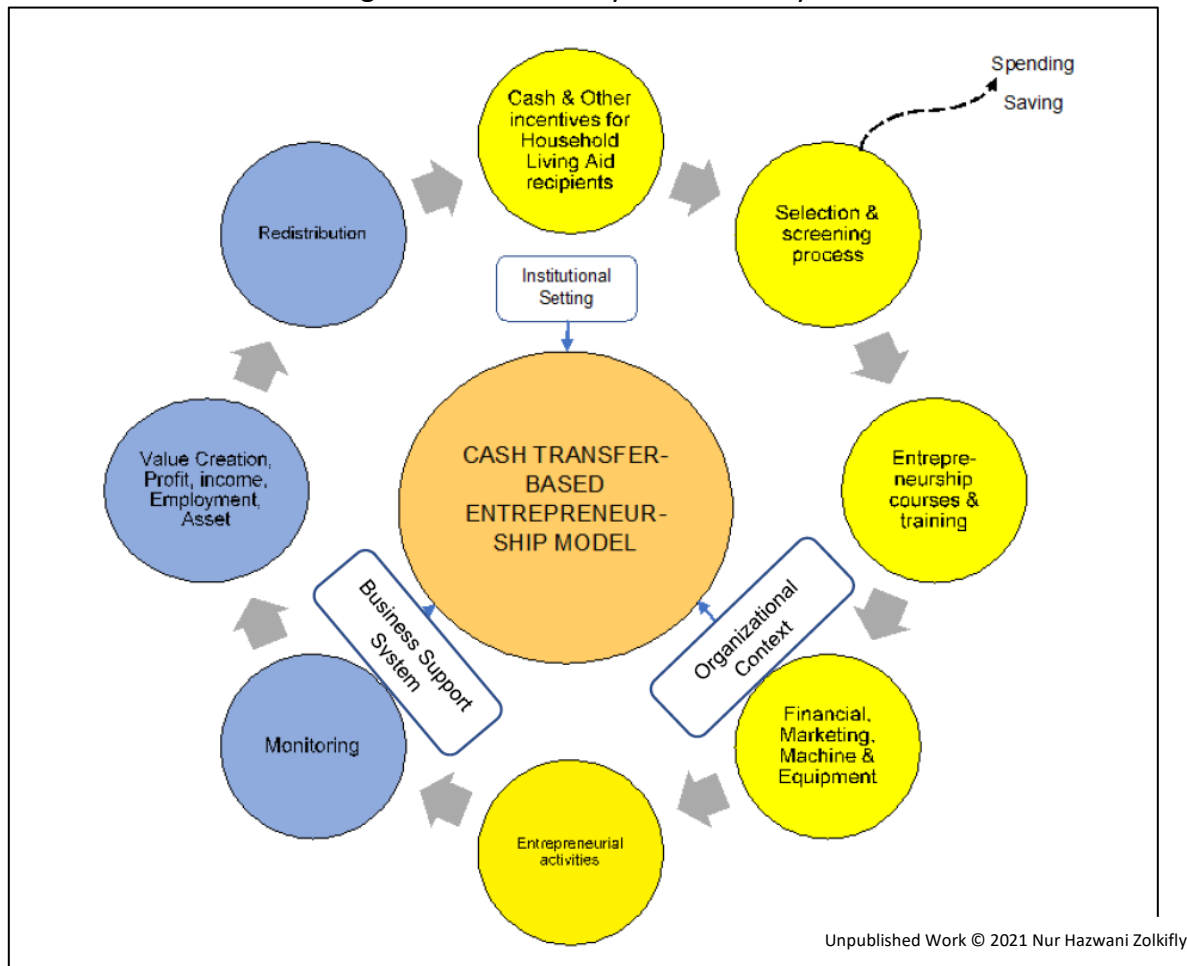 Spending
Saving
Cash & Other
incentives for
Household
Living Aid
recipients
Selection &
screening
process
Entrepre-
neurship
courses &
training
Financial,
Marketing,
Machine &
Equipment
Entrepreneurial
activities
Monitoring
Value Creation,
Profit, income,
Employment,
Asset
Redistribution
Institutional
Setting
CASH TRANSFER-
BASED
ENTREPRENEUR-
SHIP MODEL
Business Support
System
Organizational
Context
Unpublished Work © 2021 Nur Hazwani Zolkifly